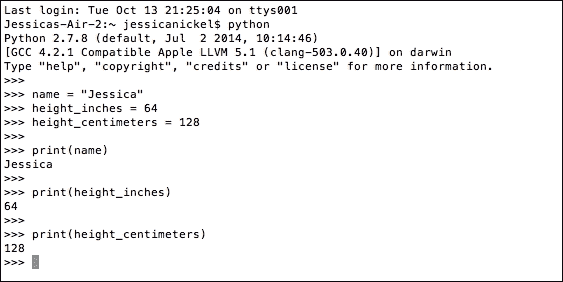 Last login: Tue Oct 13 21:25:04 on ttys001
Jessicas-Air-2:~ jessicanickel$ python
Python 2.7.8 (default, Jul  2 2014, 10:14:46)
[GCC 4.2.1 Compatible Apple LLVM 5.1 (clang-503.0.40)] on darwin
Type "help", "copyright", "credits" or "license" for more information.
>>>
>>> name = "Jessica"
>>> height_inches = 64
>>> height_centimeters = 128
>>>
>>> print(name)
Jessica
>>>
>>> print(height_inches)
64
>>>
>>> print(height_centimeters)
128
>>>